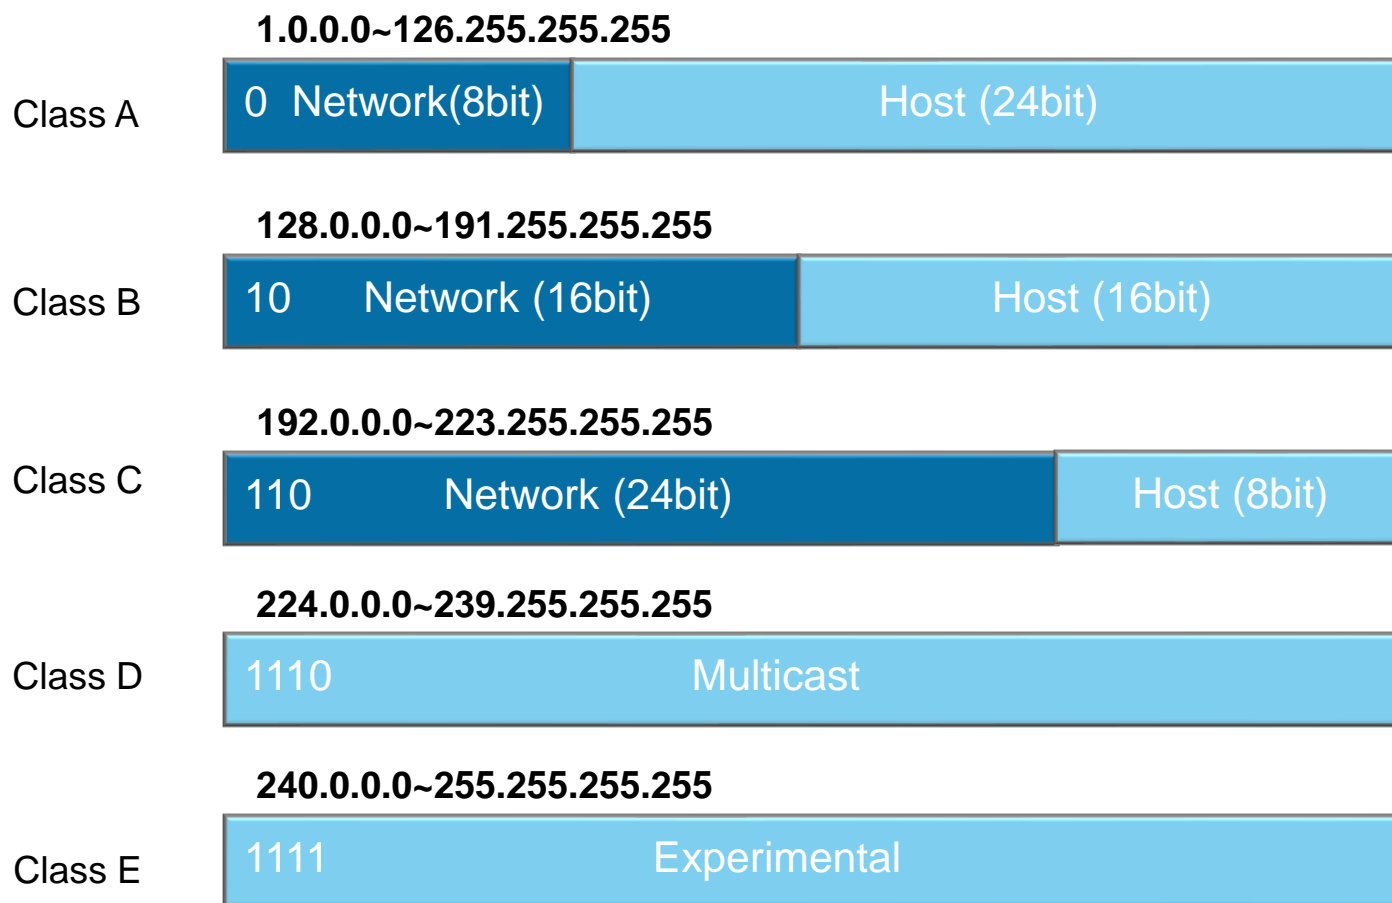 1.0.0.0~126.255.255.255
Class A 0 Network(8bit) Host (24bit)
128.0.0.0~191.255.255.255
Class B 10 Network (16bit) Host (16bit)
192.0.0.0~223.255.255.255
Class C 110 Network (24bit) Host (8bit)
224.0.0.0~239.255.255.255
Class D 1110 Multicast
240.0.0.0~255.255.255.255
Class E 1111 Experimental